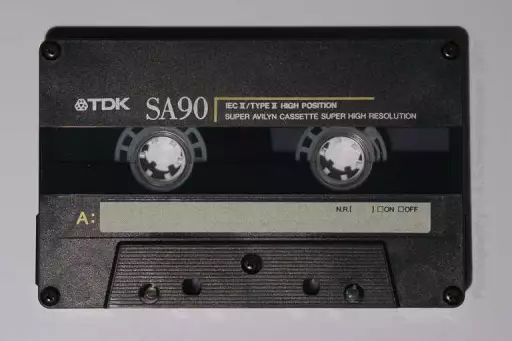 TDK SA90 IEC II/TYPE II HIGH POSITION
SUPER AVILYN CASSETTE SUPER HIGH RESOLUTION
A: N.R.[ ] □ON □OFF